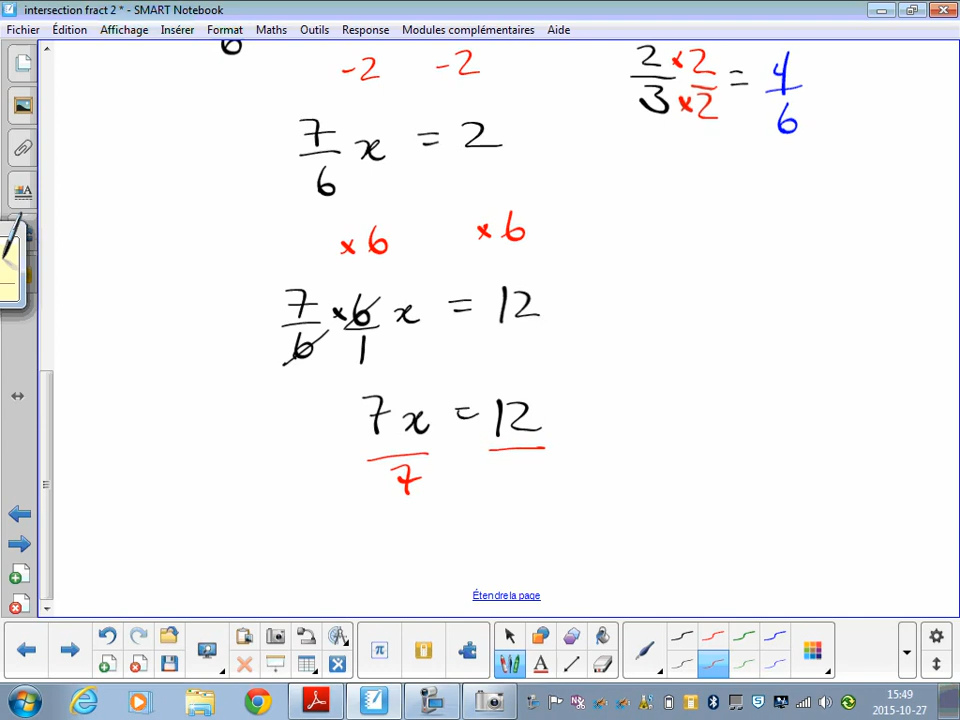 intersection fract 2 * - SMART Notebook
Fichier Édition Affichage Insérer Format Maths Outils Response Modules complémentaires Aide
6
-2 -2
2/3 ×2/×2 = 4/6
7/6 x = 2
×6 ×6
7/6 × 6/1 x = 12
7x = 12
7
Étendre la page
15:49
2015-10-27